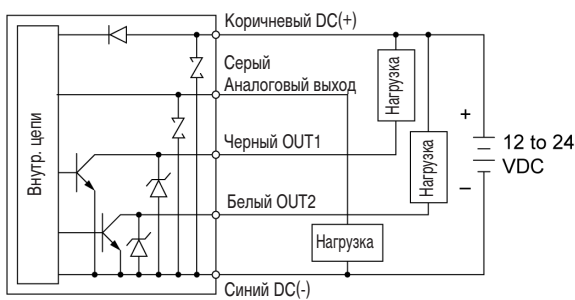 Коричневый DC(+)
Серый
Аналоговый выход
Черный OUT1
Белый OUT2
Синий DC(-)
Внутр. цепи
Нагрузка
Нагрузка
Нагрузка
+
12 to 24
VDC
−